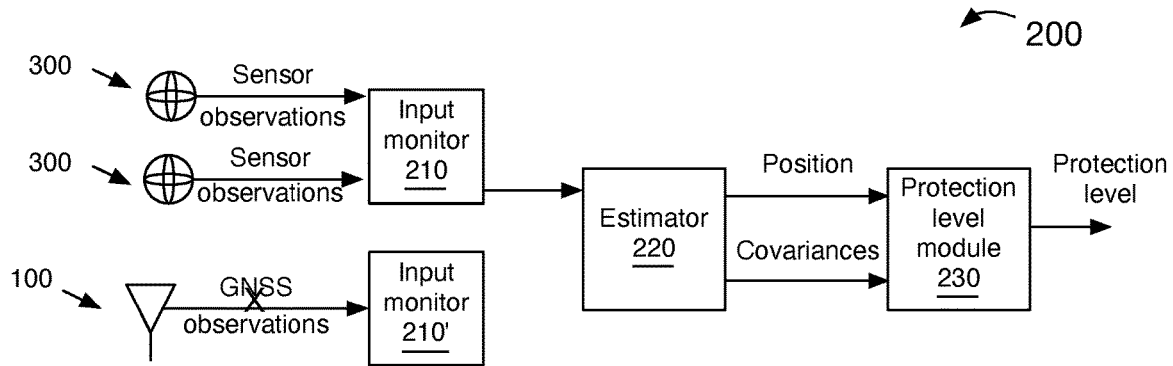 200
300
Sensor
observations
300
Sensor
observations
Input
monitor
210
100
GNSS
X
observations
Input
monitor
210'
Estimator
220
Position
Covariances
Protection
level
module
230
Protection
level